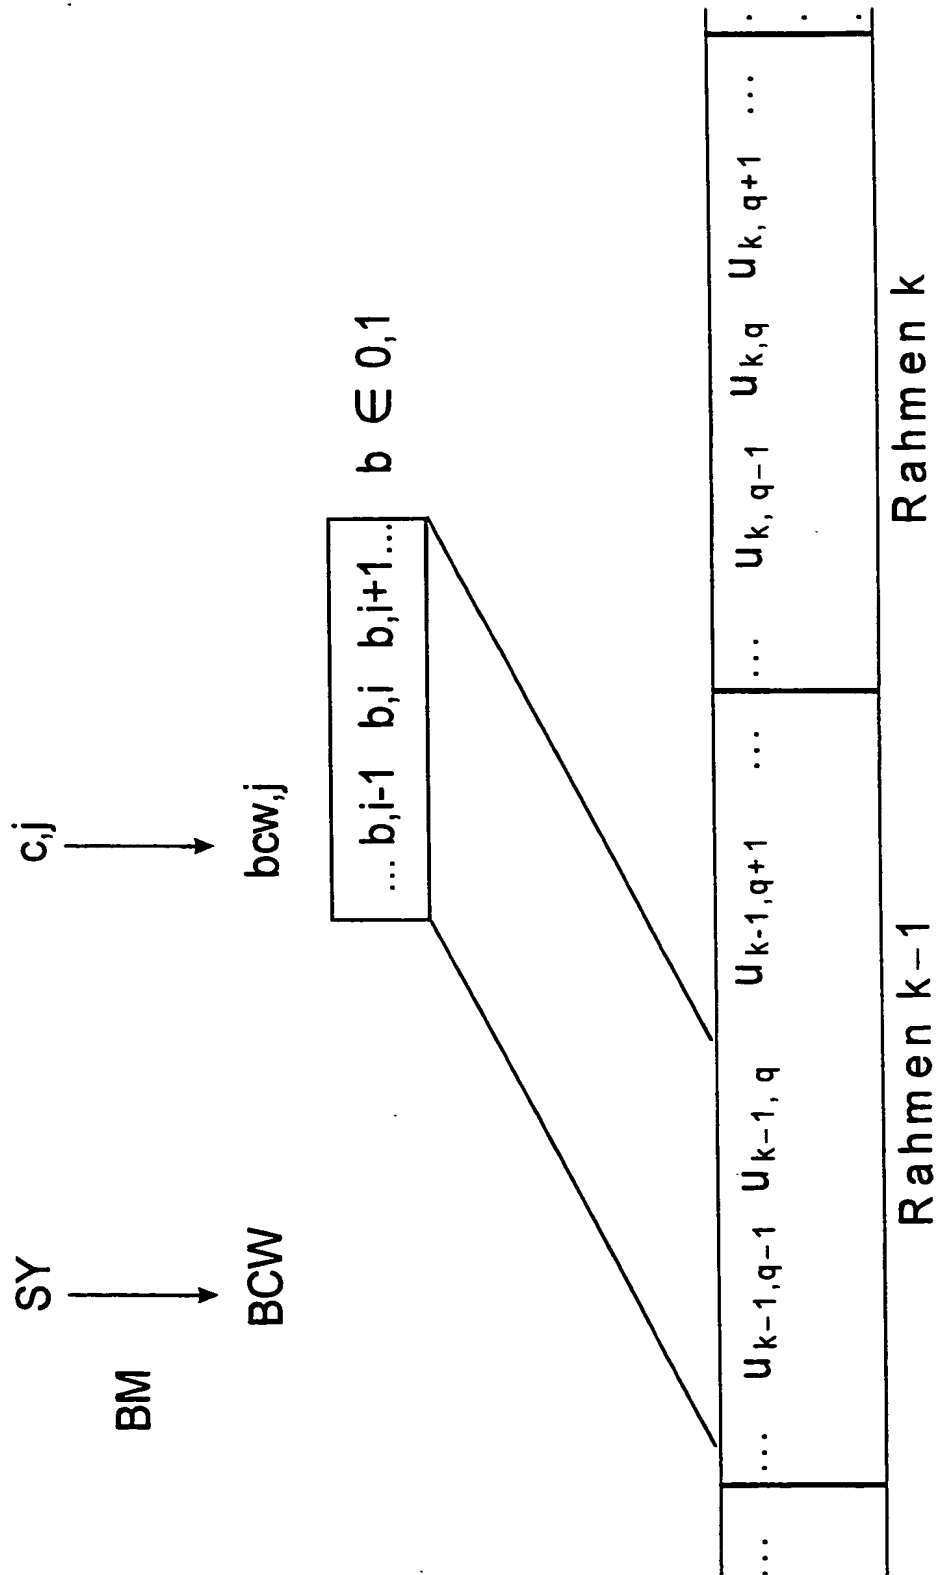 SY
c,j
BM
BCW
bcw,j
... b,i-1 b,i b,i+1...
b ∈ 0,1
... ... u k-1,q-1 u k-1,q u k-1,q+1 ... ... u k,q-1 u k,q u k,q+1 ... ...
Rahmen k-1
Rahmen k